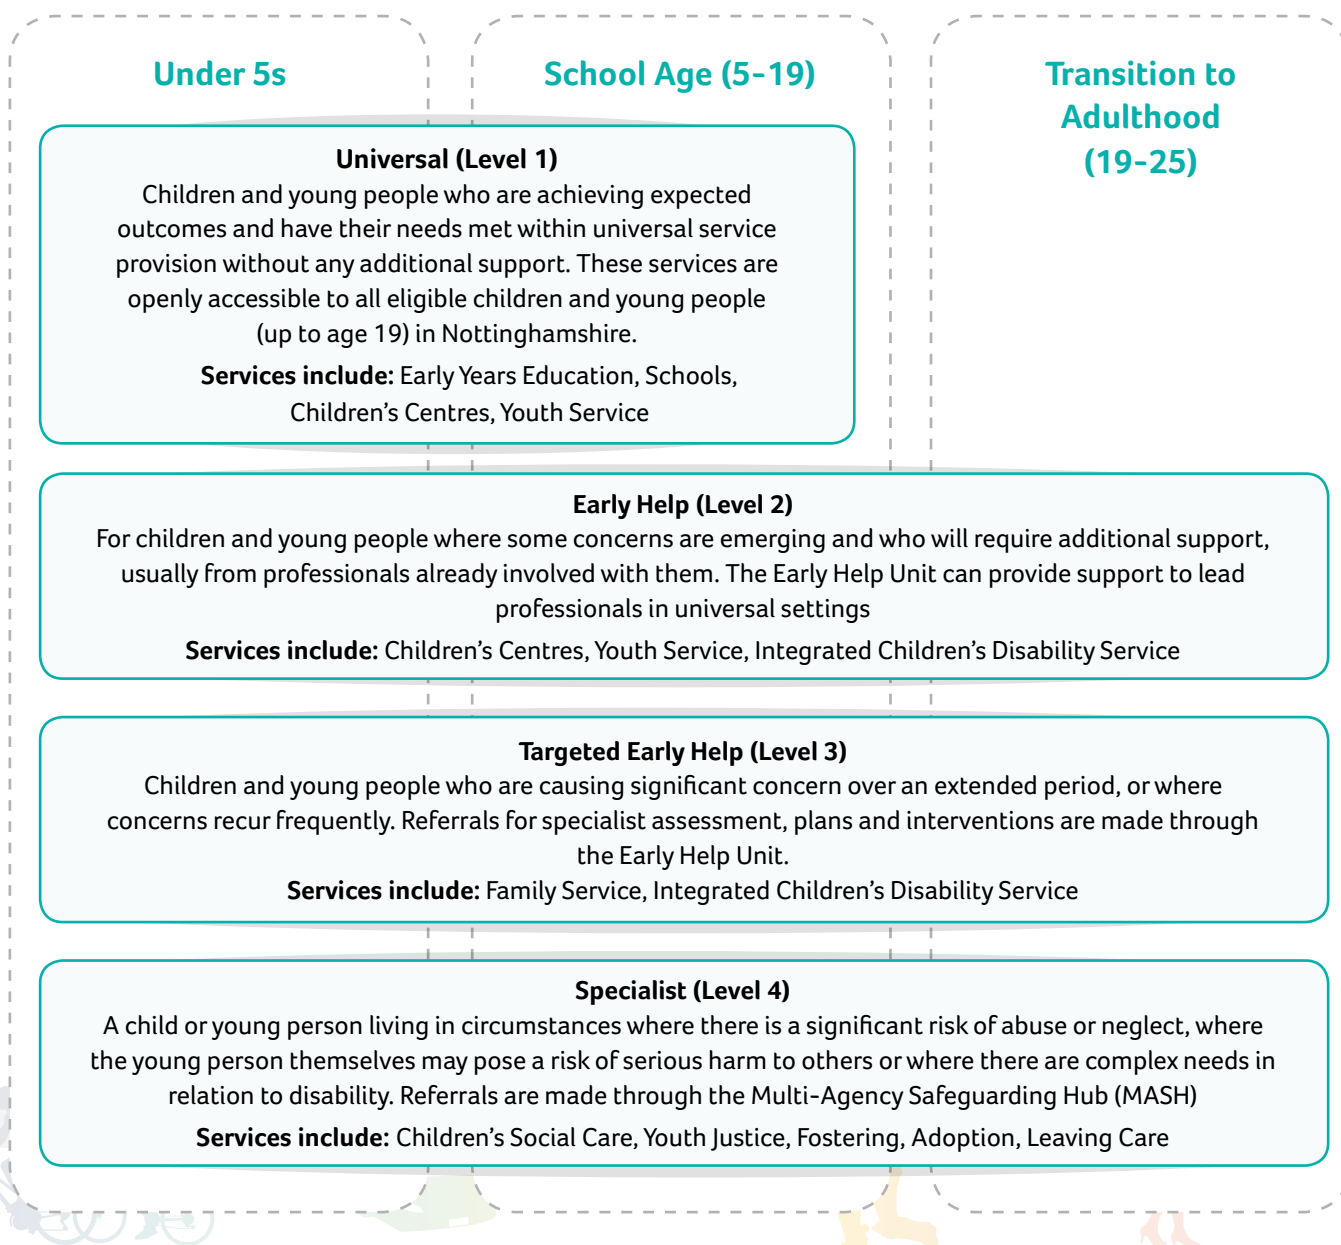 Under 5s
School Age (5-19)
Transition to
Adulthood
(19-25)
Universal (Level 1)
Children and young people who are achieving expected
outcomes and have their needs met within universal service
provision without any additional support. These services are
openly accessible to all eligible children and young people
(up to age 19) in Nottinghamshire.
Services include: Early Years Education, Schools,
Children’s Centres, Youth Service
Early Help (Level 2)
For children and young people where some concerns are emerging and who will require additional support,
usually from professionals already involved with them. The Early Help Unit can provide support to lead
professionals in universal settings
Services include: Children’s Centres, Youth Service, Integrated Children’s Disability Service
Targeted Early Help (Level 3)
Children and young people who are causing significant concern over an extended period, or where
concerns recur frequently. Referrals for specialist assessment, plans and interventions are made through
the Early Help Unit.
Services include: Family Service, Integrated Children’s Disability Service
Specialist (Level 4)
A child or young person living in circumstances where there is a significant risk of abuse or neglect, where
the young person themselves may pose a risk of serious harm to others or where there are complex needs in
relation to disability. Referrals are made through the Multi-Agency Safeguarding Hub (MASH)
Services include: Children’s Social Care, Youth Justice, Fostering, Adoption, Leaving Care